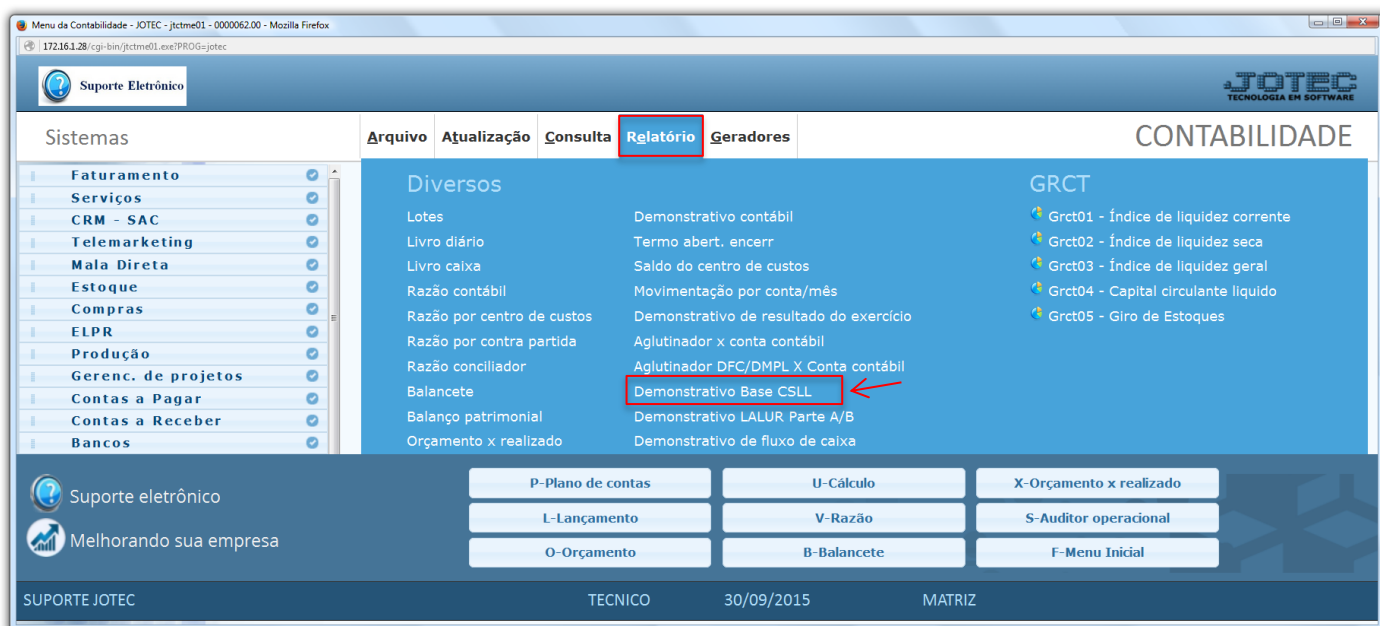 Menu da Contabilidade - JOTEC - jtctme01 - 0000062.00 - Mozilla Firefox
172.16.1.28/cgi-bin/jtctme01.exe?PROG=jotec
Suporte Eletrônico
JOTEC
TECNOLOGIA EM SOFTWARE
Sistemas
Arquivo Atualização Consulta Relatório Geradores
CONTABILIDADE
Faturamento
Serviços
CRM - SAC
Telemarketing
Mala Direta
Estoque
Compras
ELPR
Produção
Gerenc. de projetos
Contas a Pagar
Contas a Receber
Bancos
Diversos
Lotes
Livro diário
Livro caixa
Razão contábil
Razão por centro de custos
Razão por contra partida
Razão conciliador
Balancete
Balanço patrimonial
Orçamento x realizado
Demonstrativo contábil
Termo abert. encerr
Saldo do centro de custos
Movimentação por conta/mês
Demonstrativo de resultado do exercício
Aglutinador x conta contábil
Aglutinador DFC/DMPL X Conta contábil
Demonstrativo Base CSLL
Demonstrativo LALUR Parte A/B
Demonstrativo de fluxo de caixa
GRCT
Grct01 - Índice de liquidez corrente
Grct02 - Índice de liquidez seca
Grct03 - Índice de liquidez geral
Grct04 - Capital circulante liquido
Grct05 - Giro de Estoques
Suporte eletrônico
Melhorando sua empresa
P-Plano de contas
U-Cálculo
X-Orçamento x realizado
L-Lançamento
V-Razão
S-Auditor operacional
O-Orçamento
B-Balancete
F-Menu Inicial
SUPORTE JOTEC
TECNICO
30/09/2015
MATRIZ